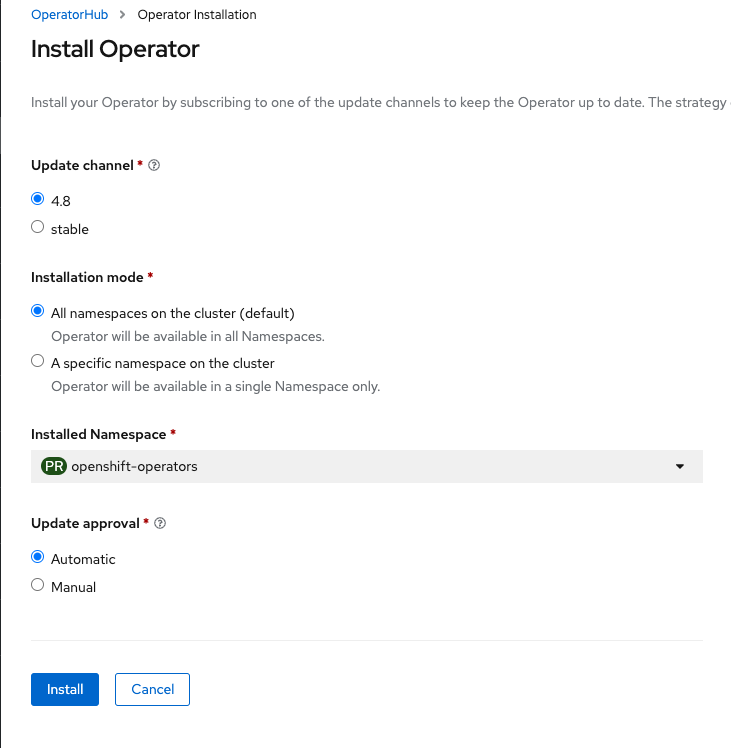 OperatorHub > Operator Installation
Install Operator
Install your Operator by subscribing to one of the update channels to keep the Operator up to date. The strategy
Update channel * ?
4.8
stable
Installation mode *
All namespaces on the cluster (default)
Operator will be available in all Namespaces.
A specific namespace on the cluster
Operator will be available in a single Namespace only.
Installed Namespace *
PR openshift-operators
Update approval * ?
Automatic
Manual
Install Cancel